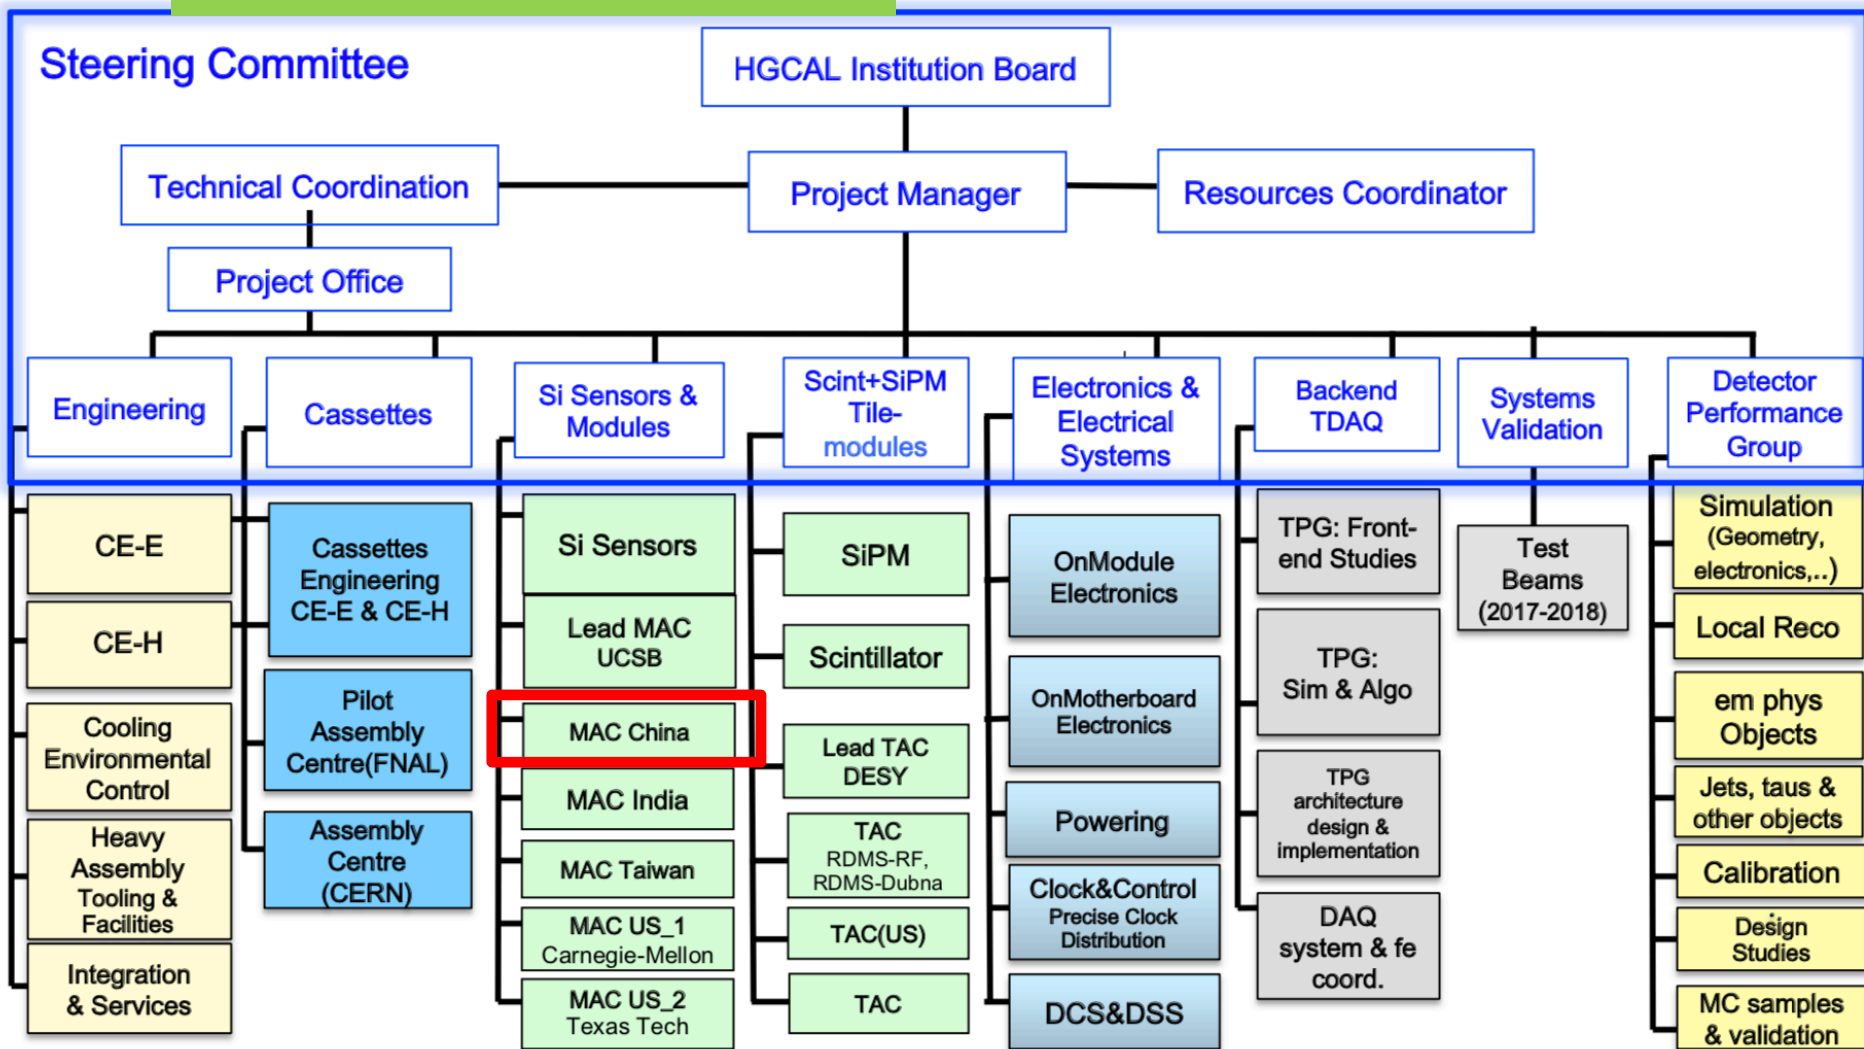 Steering Committee
HGCAL Institution Board
Technical Coordination
Project Manager
Resources Coordinator
Project Office
Engineering
Cassettes
Si Sensors &
Modules
Scint+SiPM
Tile-
modules
Electronics &
Electrical
Systems
Backend
TDAQ
Systems
Validation
Detector
Performance
Group
CE-E
CE-H
Cooling
Environmental
Control
Heavy
Assembly
Tooling &
Facilities
Integration
& Services
Cassettes
Engineering
CE-E & CE-H
Pilot
Assembly
Centre(FNAL)
Assembly
Centre
(CERN)
Si Sensors
Lead MAC
UCSB
MAC China
MAC India
MAC Taiwan
MAC US_1
Carnegie-Mellon
MAC US_2
Texas Tech
SiPM
Scintillator
Lead TAC
DESY
TAC
RDMS-RF,
RDMS-Dubna
TAC(US)
TAC
OnModule
Electronics
OnMotherboard
Electronics
Powering
Clock&Control
Precise Clock
Distribution
DCS&DSS
TPG: Front-
end Studies
TPG:
Sim & Algo
TPG
architecture
design &
implementation
DAQ
system & fe
coord.
Test
Beams
(2017-2018)
Simulation
(Geometry,
electronics,..)
Local Reco
em phys
Objects
Jets, taus &
other objects
Calibration
Design
Studies
MC samples
& validation